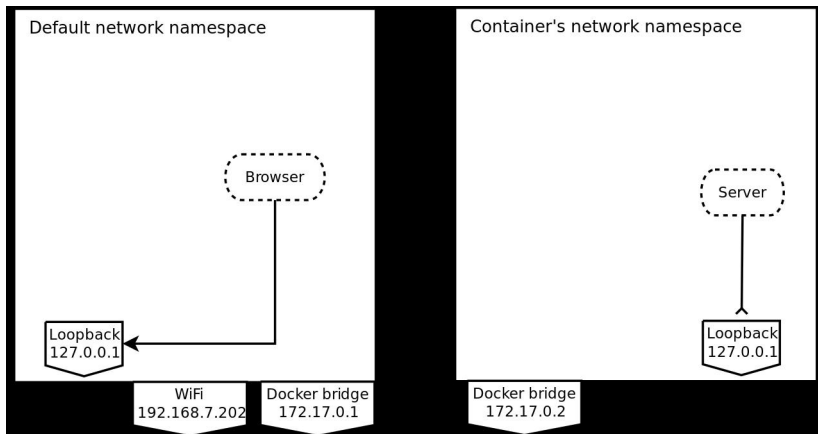 Default network namespace
Container's network namespace
Browser
Server
Loopback
127.0.0.1
Loopback
127.0.0.1
WiFi
192.168.7.202
Docker bridge
172.17.0.1
Docker bridge
172.17.0.2